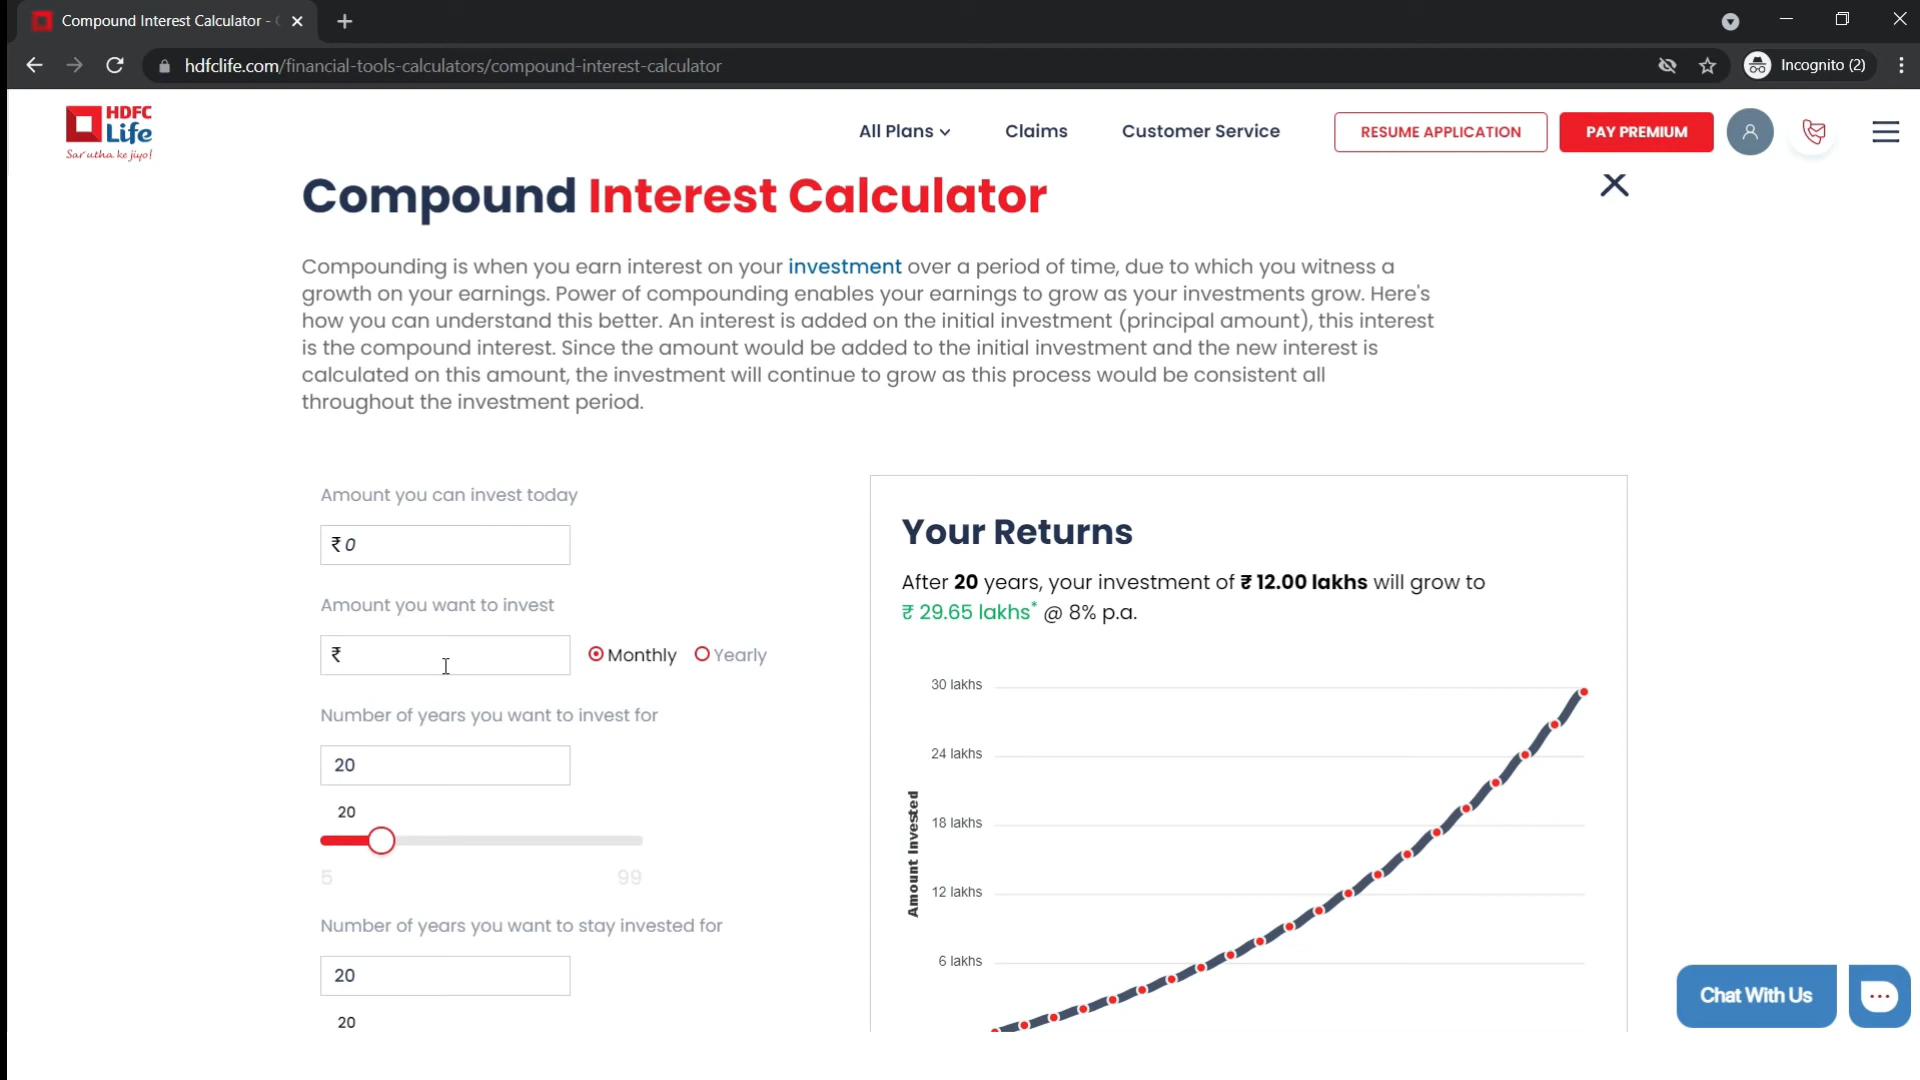 Compound Interest Calculator -
hdfclife.com/financial-tools-calculators/compound-interest-calculator
Incognito (2)
HDFC
Life
Sar utha ke jiyo!
All Plans
Claims
Customer Service
RESUME APPLICATION
PAY PREMIUM
Compound Interest Calculator
Compounding is when you earn interest on your investment over a period of time, due to which you witness a
growth on your earnings. Power of compounding enables your earnings to grow as your investments grow. Here's
how you can understand this better. An interest is added on the initial investment (principal amount), this interest
is the compound interest. Since the amount would be added to the initial investment and the new interest is
calculated on this amount, the investment will continue to grow as this process would be consistent all
throughout the investment period.
Amount you can invest today
₹ 0
Amount you want to invest
₹
Monthly
Yearly
Number of years you want to invest for
20
20
5
99
Number of years you want to stay invested for
20
20
Your Returns
After 20 years, your investment of ₹ 12.00 lakhs will grow to
₹ 29.65 lakhs* @ 8% p.a.
30 lakhs
24 lakhs
18 lakhs
12 lakhs
6 lakhs
Amount Invested
Chat With Us